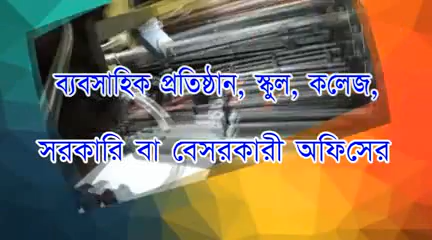 ব্যবসাহিক প্রতিষ্ঠান, স্কুল, কলেজ,
সরকারি বা বেসরকারী অফিসের